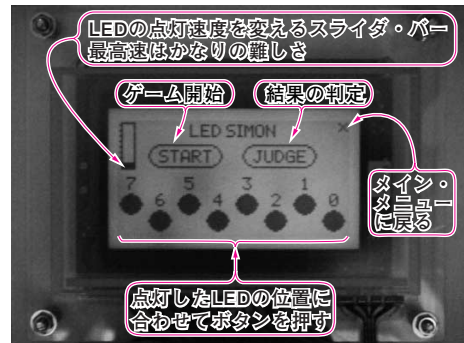 LEDの点灯速度を変えるスライダ・バー
最高速はかなりの難しさ
ゲーム開始
結果の判定
LED SIMON
×
START
JUDGE
メイン・
メニュー
に戻る
7 5 3 1
6 4 2 0
点灯したLEDの位置に
合わせてボタンを押す